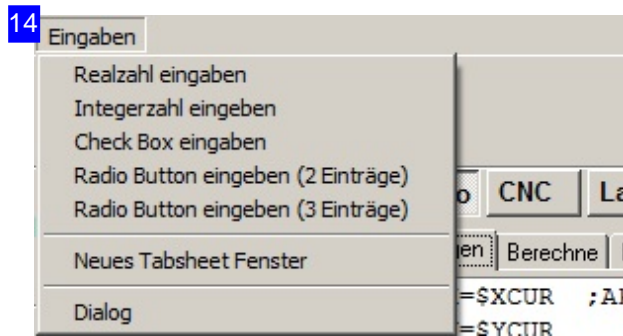 14
Eingaben
Realzahl eingaben
Integerzahl eingeben
Check Box eingaben
Radio Button eingeben (2 Einträge)
Radio Button eingeben (3 Einträge)
CNC
Neues Tabsheet Fenster
Berechne
Dialog
=$XCUR ;
=$YCUR